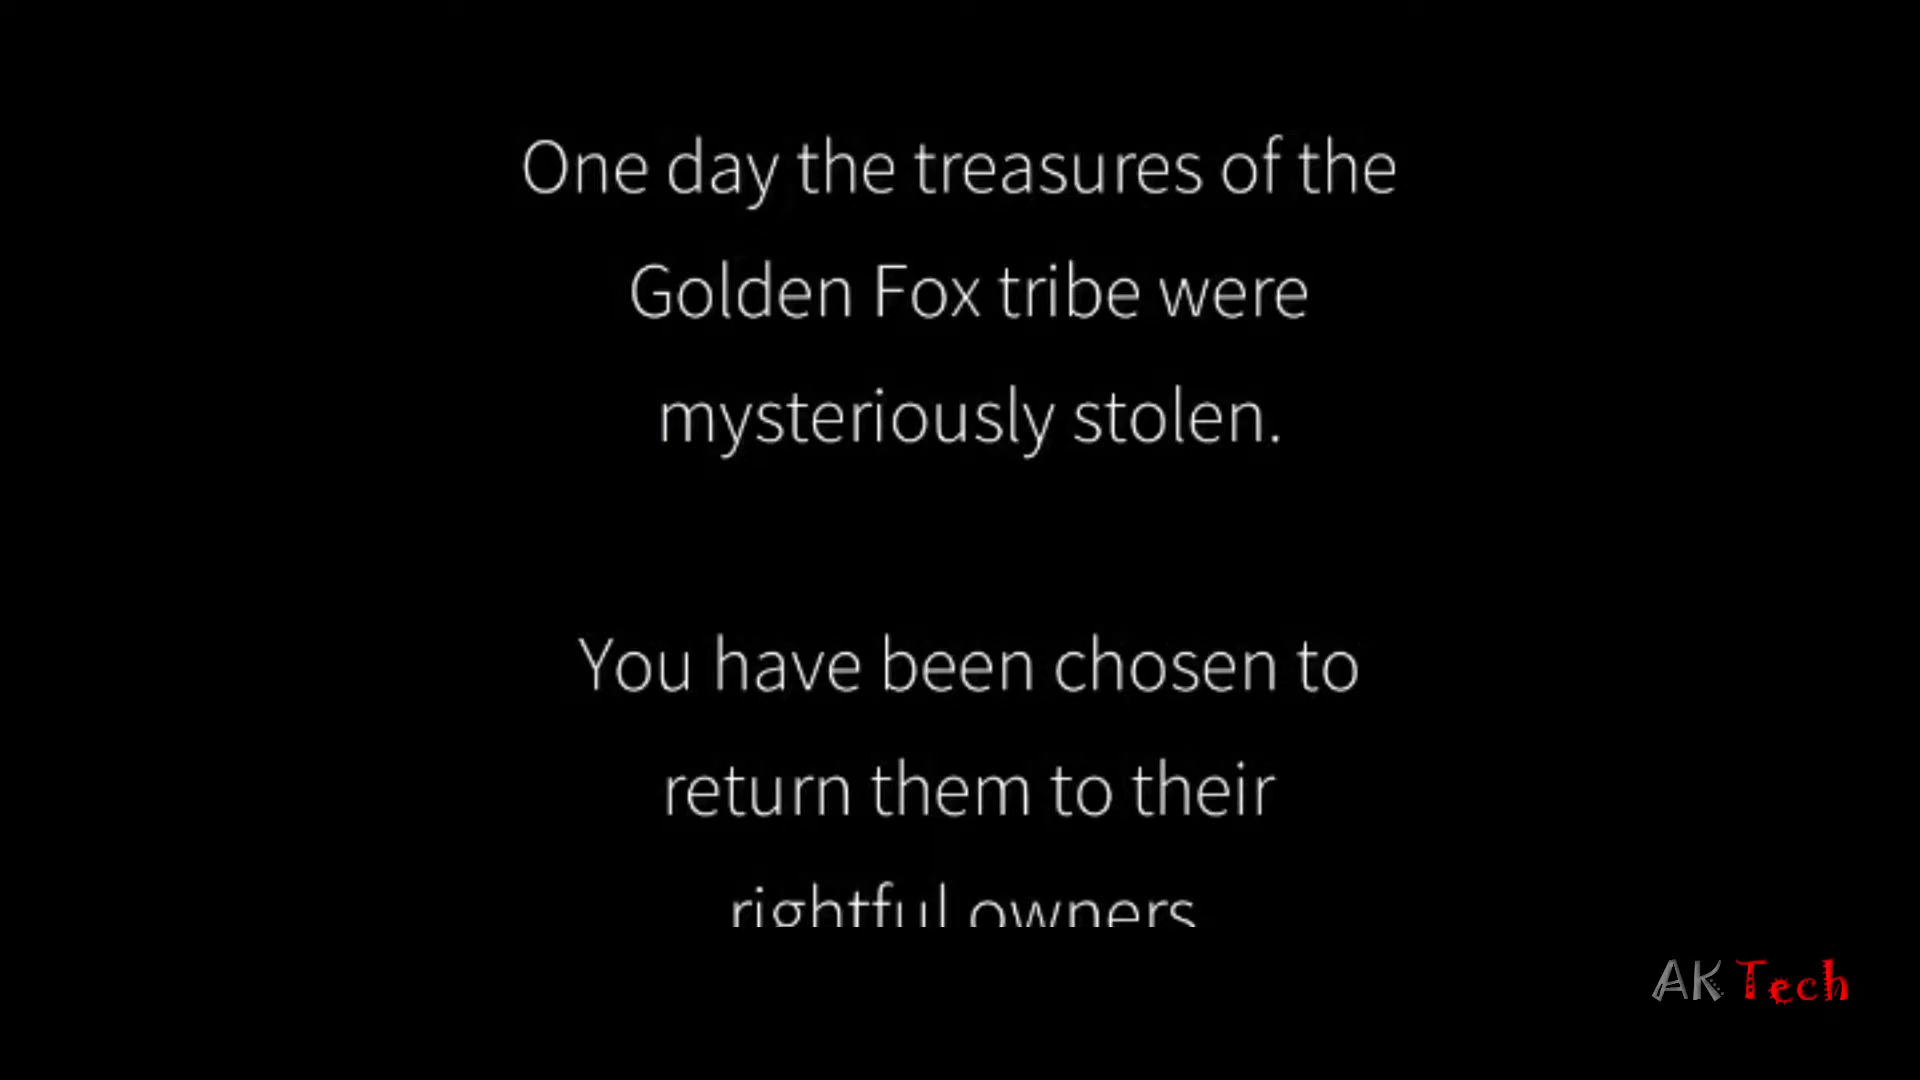 One day the treasures of the
Golden Fox tribe were
mysteriously stolen.
You have been chosen to
return them to their
rightful owners
AK Tech